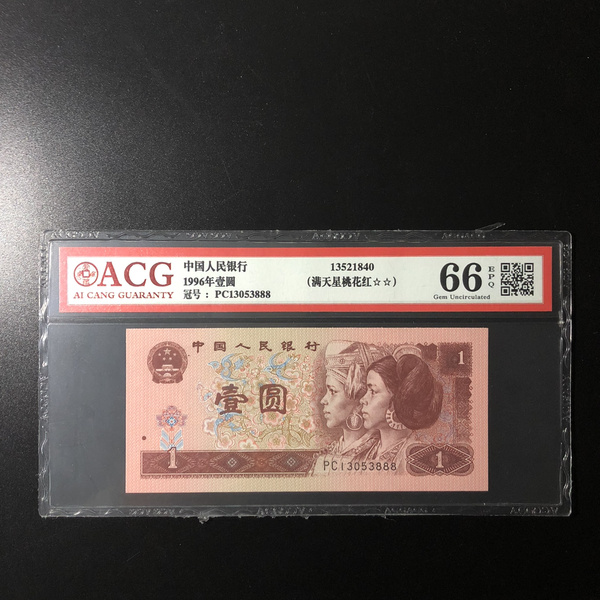 ACG
AI CANG GUARANTY
中国人民银行
1996年壹圆
冠号：PC13053888
13521840
（满天星桃花红☆☆）
66
EPQ
Gem Uncirculated
中国人民银行
壹圆
1
1
PC13053888
1